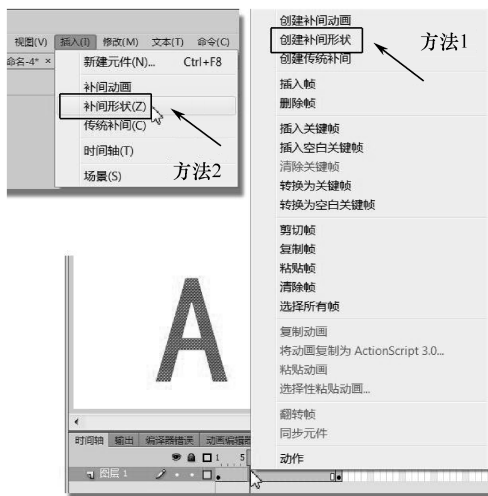 视图(V) 插入(I) 修改(M) 文本(T) 命令(C)
命名-4* ×
新建元件(N)... Ctrl+F8
补间动画
补间形状(Z)
传统补间(C)
时间轴(T)
场景(S)
方法2
创建补间动画
创建补间形状
创建传统补间
方法1
插入帧
删除帧
插入关键帧
插入空白关键帧
清除关键帧
转换为关键帧
转换为空白关键帧
剪切帧
复制帧
粘贴帧
清除帧
选择所有帧
复制动画
将动画复制为 ActionScript 3.0...
粘贴动画
选择性粘贴动画...
翻转帧
同步元件
动作
A
时间轴 输出 编译器错误 动画编辑器
1 5
图层 1